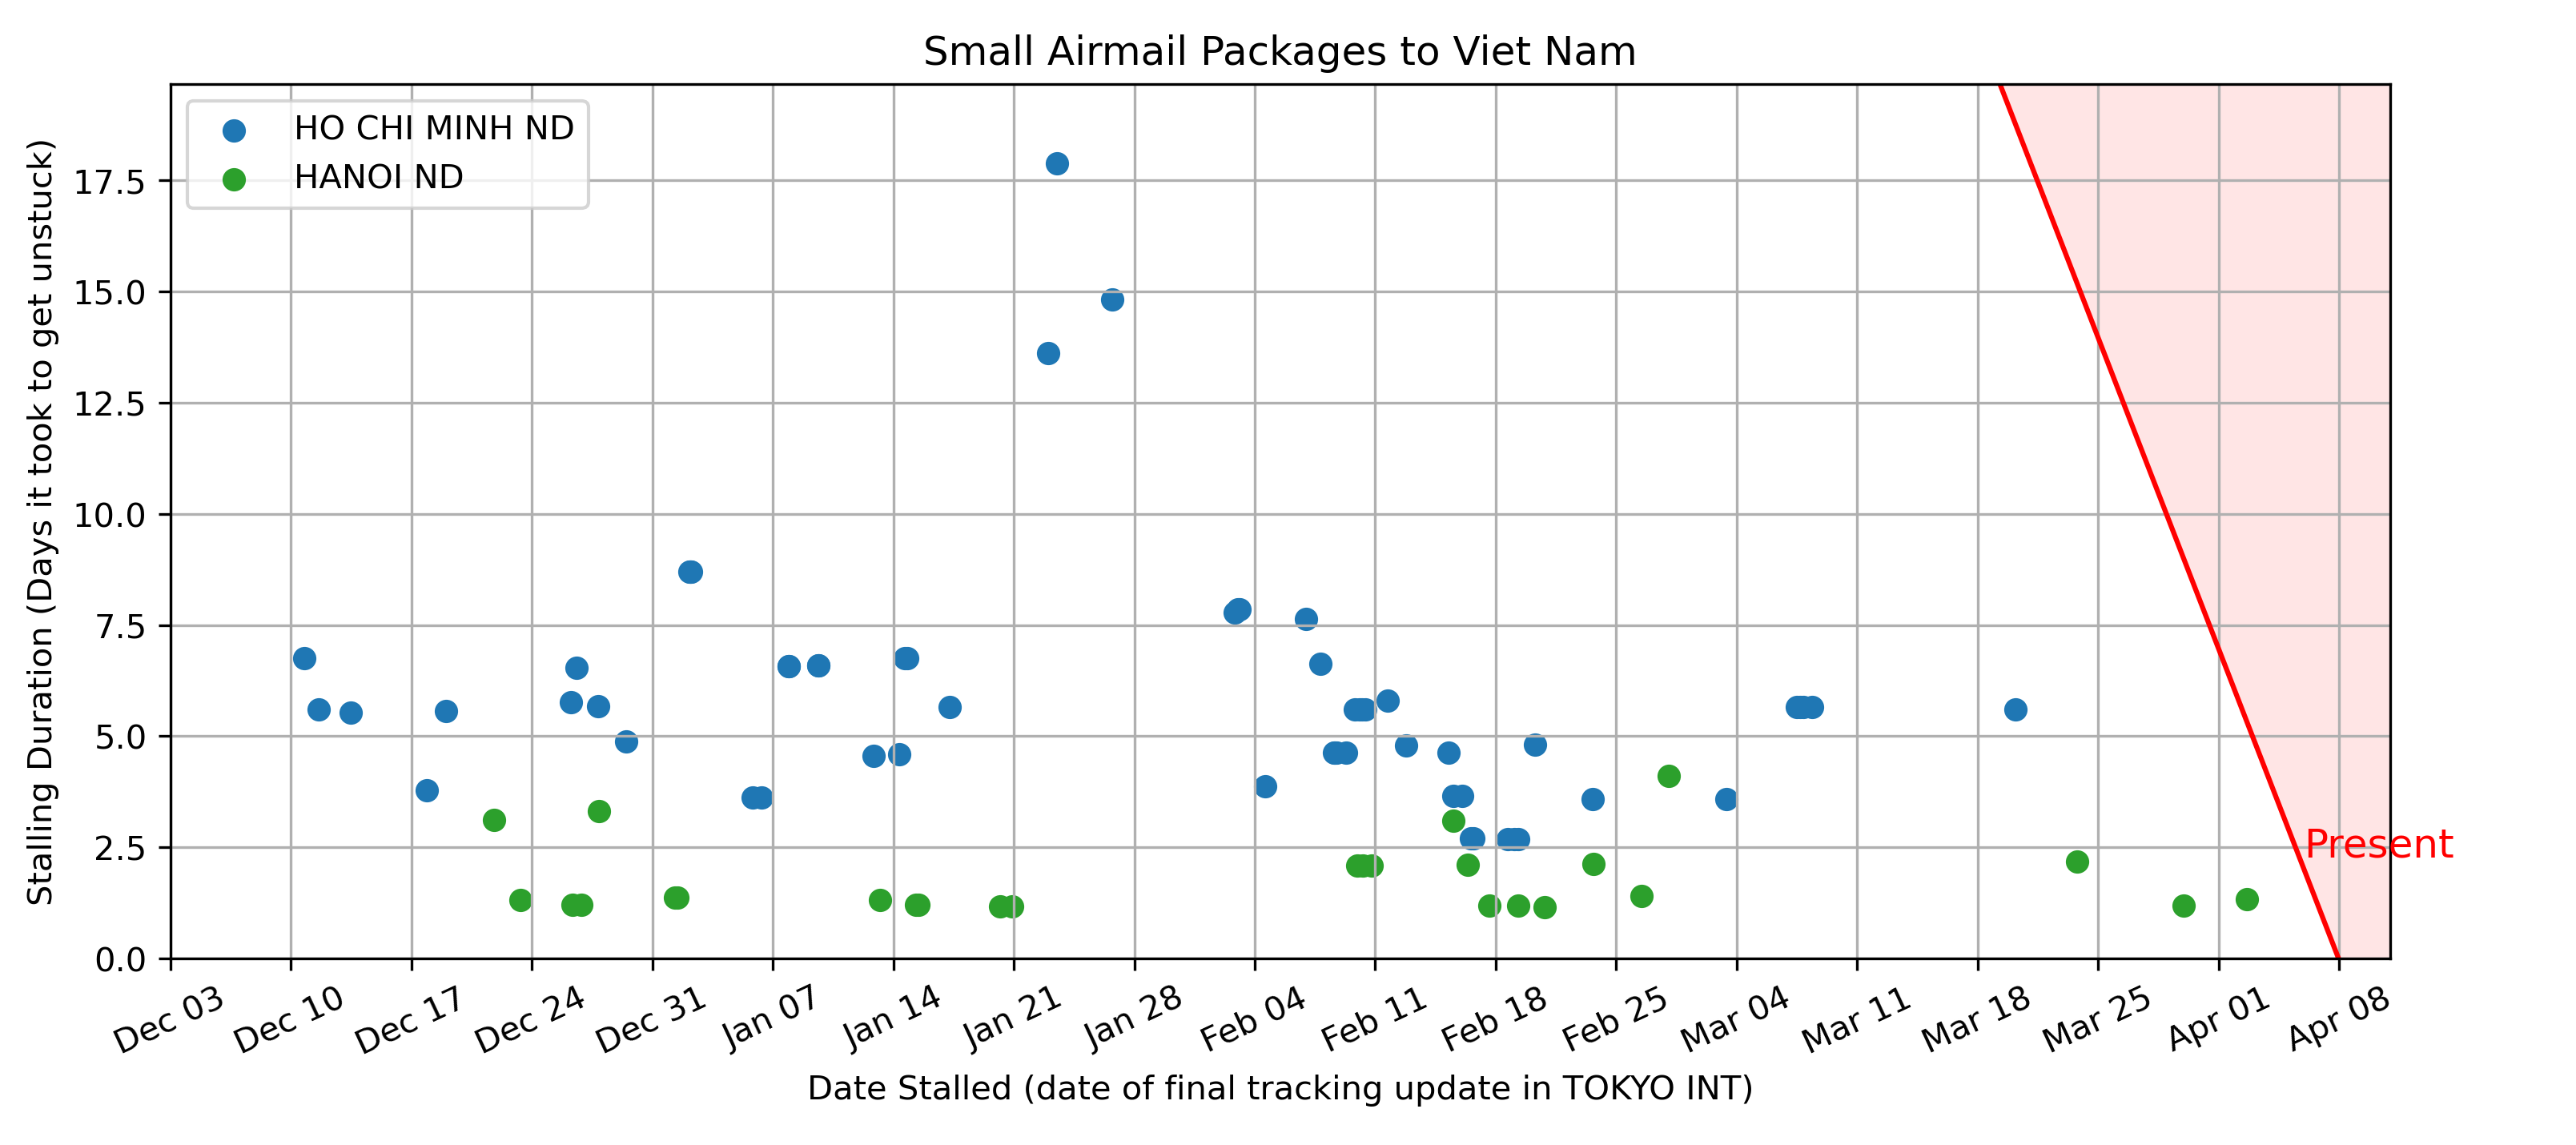 Small Airmail Packages to Viet Nam
HO CHI MINH ND
HANOI ND
Stalling Duration (Days it took to get unstuck)
17.5
15.0
12.5
10.0
7.5
5.0
2.5
0.0
Present
Dec 03
Dec 10
Dec 17
Dec 24
Dec 31
Jan 07
Jan 14
Jan 21
Jan 28
Feb 04
Feb 11
Feb 18
Feb 25
Mar 04
Mar 11
Mar 18
Mar 25
Apr 01
Apr 08
Date Stalled (date of final tracking update in TOKYO INT)